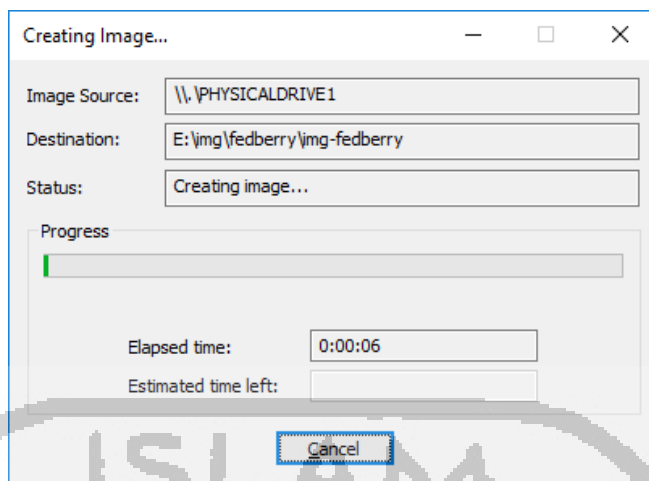 Creating Image...
Image Source: \\.\PHYSICALDRIVE1
Destination: E:\img\fedberry\img-fedberry
Status: Creating image...
Progress
Elapsed time: 0:00:06
Estimated time left:
Cancel
ISLAM